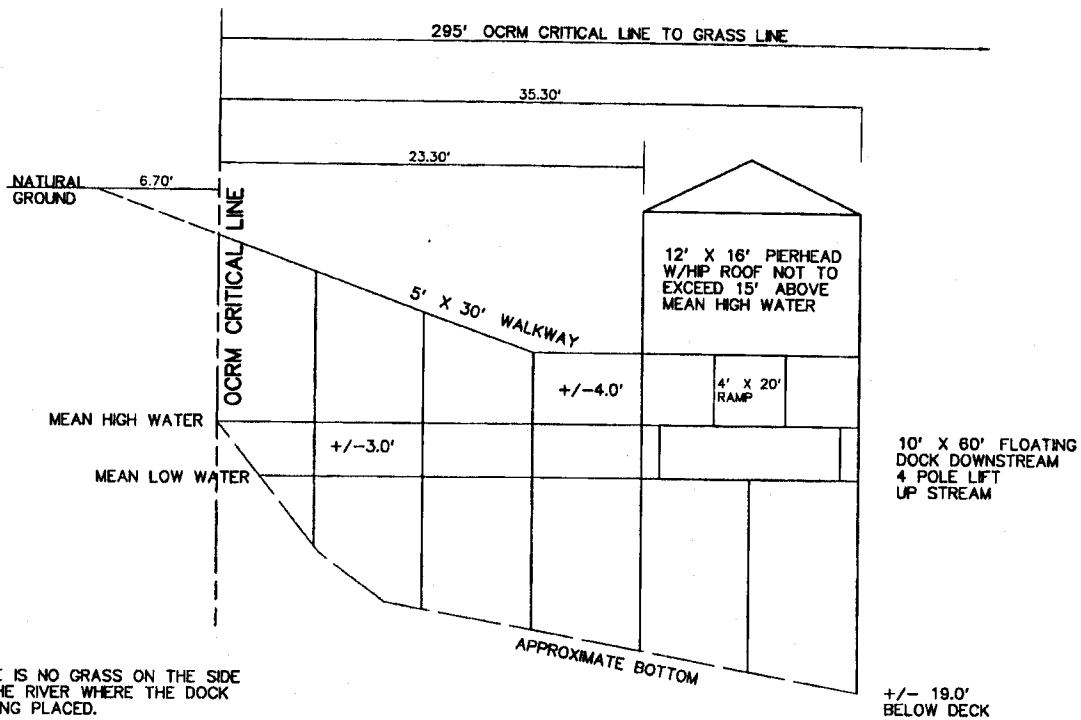 295' OCRM CRITICAL LINE TO GRASS LINE
35.30'
23.30'
NATURAL
GROUND
6.70'
OCRM CRITICAL LINE
12' X 16' PIERHEAD
W/HIP ROOF NOT TO
EXCEED 15' ABOVE
MEAN HIGH WATER
5' X 30' WALKWAY
+/-4.0'
4' X 20'
RAMP
MEAN HIGH WATER
+/-3.0'
MEAN LOW WATER
10' X 60' FLOATING
DOCK DOWNSTREAM
4 POLE LIFT
UP STREAM
APPROXIMATE BOTTOM
IS NO GRASS ON THE SIDE
RIVER WHERE THE DOCK
PLACED.
+/- 19.0'
BELOW DECK